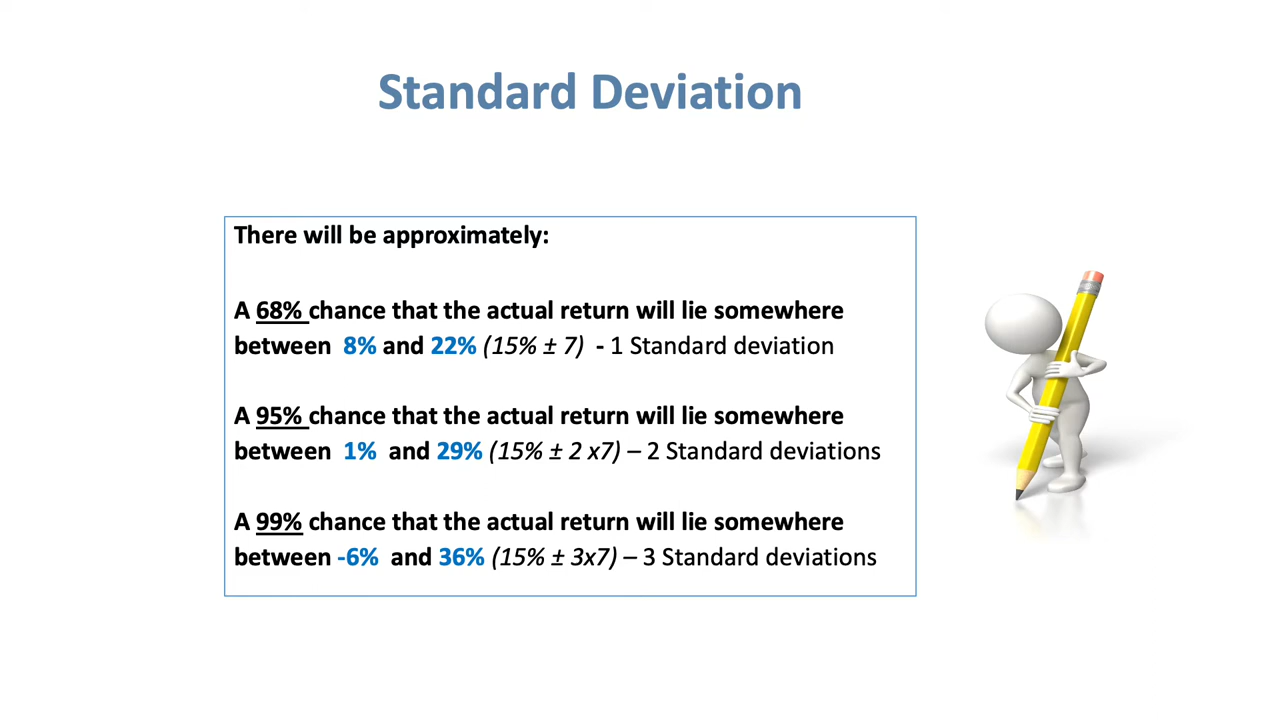 Standard Deviation
There will be approximately:
A 68% chance that the actual return will lie somewhere
between 8% and 22% (15% ± 7) - 1 Standard deviation
A 95% chance that the actual return will lie somewhere
between 1% and 29% (15% ± 2 x7) – 2 Standard deviations
A 99% chance that the actual return will lie somewhere
between -6% and 36% (15% ± 3x7) – 3 Standard deviations